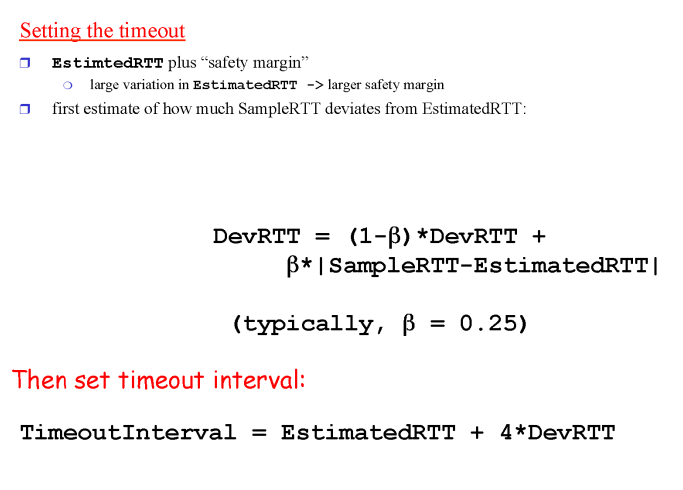 Setting the timeout
EstimtedRTT plus “safety margin”
large variation in EstimatedRTT -> larger safety margin
first estimate of how much SampleRTT deviates from EstimatedRTT:
DevRTT = (1-β)*DevRTT +
β*|SampleRTT-EstimatedRTT|
(typically, β = 0.25)
Then set timeout interval:
TimeoutInterval = EstimatedRTT + 4*DevRTT